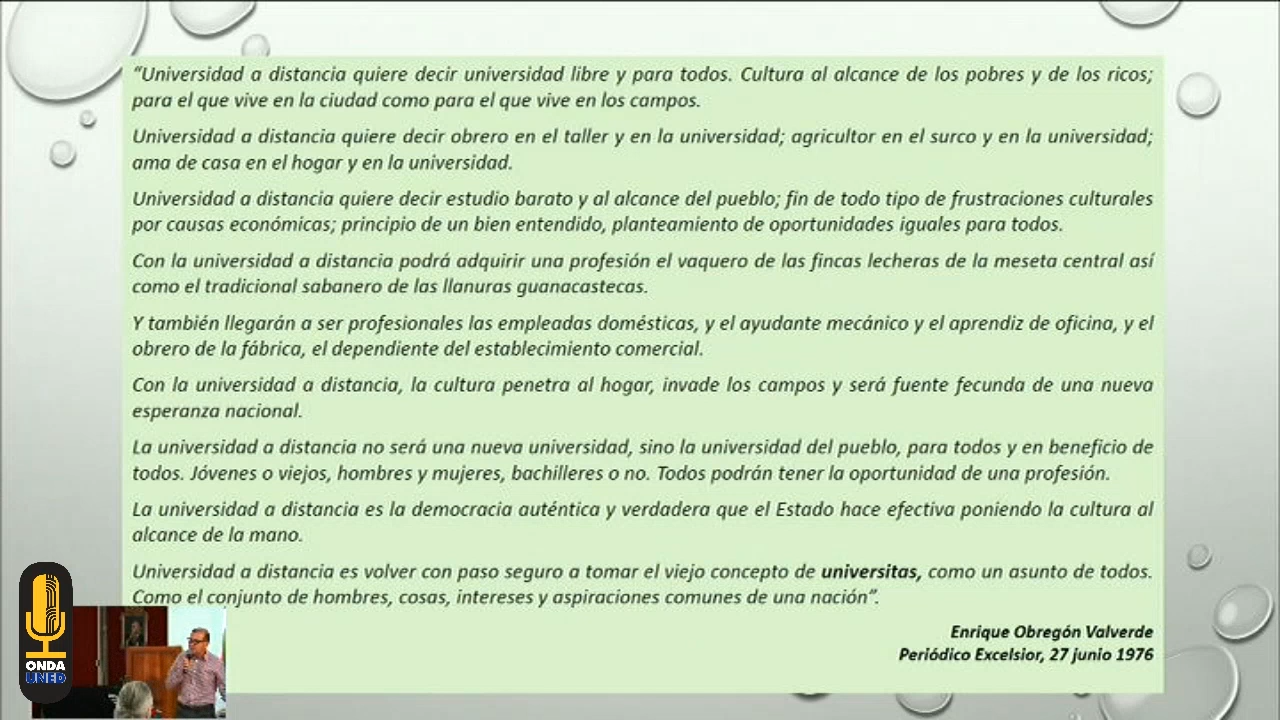 “Universidad a distancia quiere decir universidad libre y para todos. Cultura al alcance de los pobres y de los ricos;
para el que vive en la ciudad como para el que vive en los campos.
Universidad a distancia quiere decir obrero en el taller y en la universidad; agricultor en el surco y en la universidad;
ama de casa en el hogar y en la universidad.
Universidad a distancia quiere decir estudio barato y al alcance del pueblo; fin de todo tipo de frustraciones culturales
por causas económicas; principio de un bien entendido, planteamiento de oportunidades iguales para todos.
Con la universidad a distancia podrá adquirir una profesión el vaquero de las fincas lecheras de la meseta central así
como el tradicional sabanero de las llanuras guanacastecas.
Y también llegarán a ser profesionales las empleadas domésticas, y el ayudante mecánico y el aprendiz de oficina, y el
obrero de la fábrica, el dependiente del establecimiento comercial.
Con la universidad a distancia, la cultura penetra al hogar, invade los campos y será fuente fecunda de una nueva
esperanza nacional.
La universidad a distancia no será una nueva universidad, sino la universidad del pueblo, para todos y en beneficio de
todos. Jóvenes o viejos, hombres y mujeres, bachilleres o no. Todos podrán tener la oportunidad de una profesión.
La universidad a distancia es la democracia auténtica y verdadera que el Estado hace efectiva poniendo la cultura al
alcance de la mano.
Universidad a distancia es volver con paso seguro a tomar el viejo concepto de universitas, como un asunto de todos.
Como el conjunto de hombres, cosas, intereses y aspiraciones comunes de una nación”.
Enrique Obregón Valverde
Periódico Excelsior, 27 junio 1976
ONDA
UNED